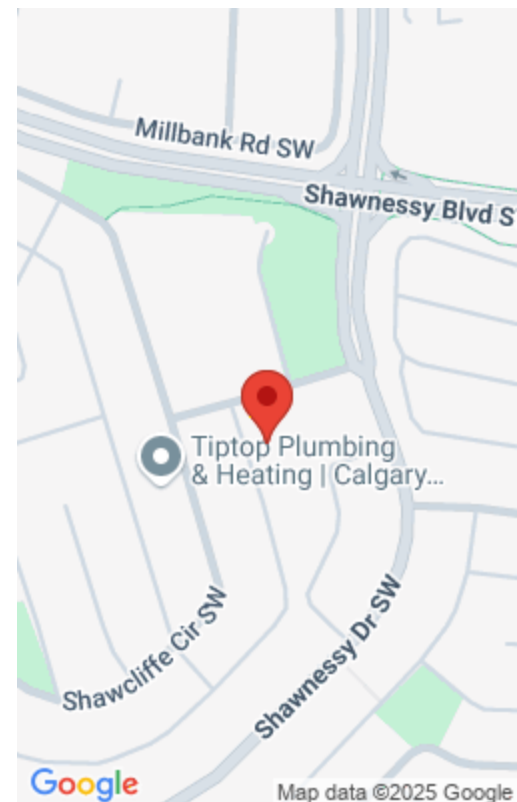 Millbank Rd SW
Shawnessy Blvd S
Tiptop Plumbing
& Heating | Calgary...
Shawcliffe Cir SW
Shawnessy Dr SW
Google
Map data ©2025 Google